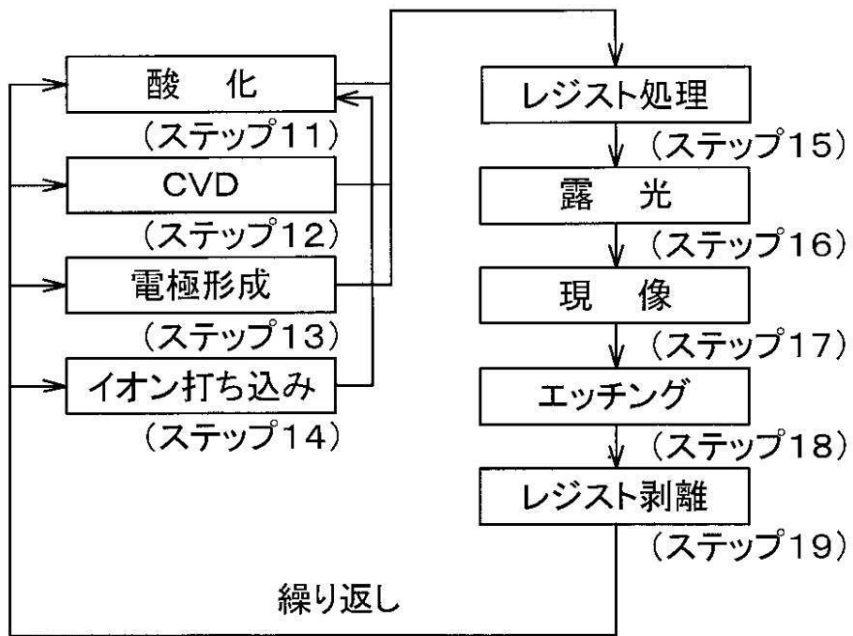 酸　化
(ステップ11)
CVD
(ステップ12)
電極形成
(ステップ13)
イオン打ち込み
(ステップ14)
レジスト処理
(ステップ15)
露　光
(ステップ16)
現　像
(ステップ17)
エッチング
(ステップ18)
レジスト剥離
(ステップ19)
繰り返し